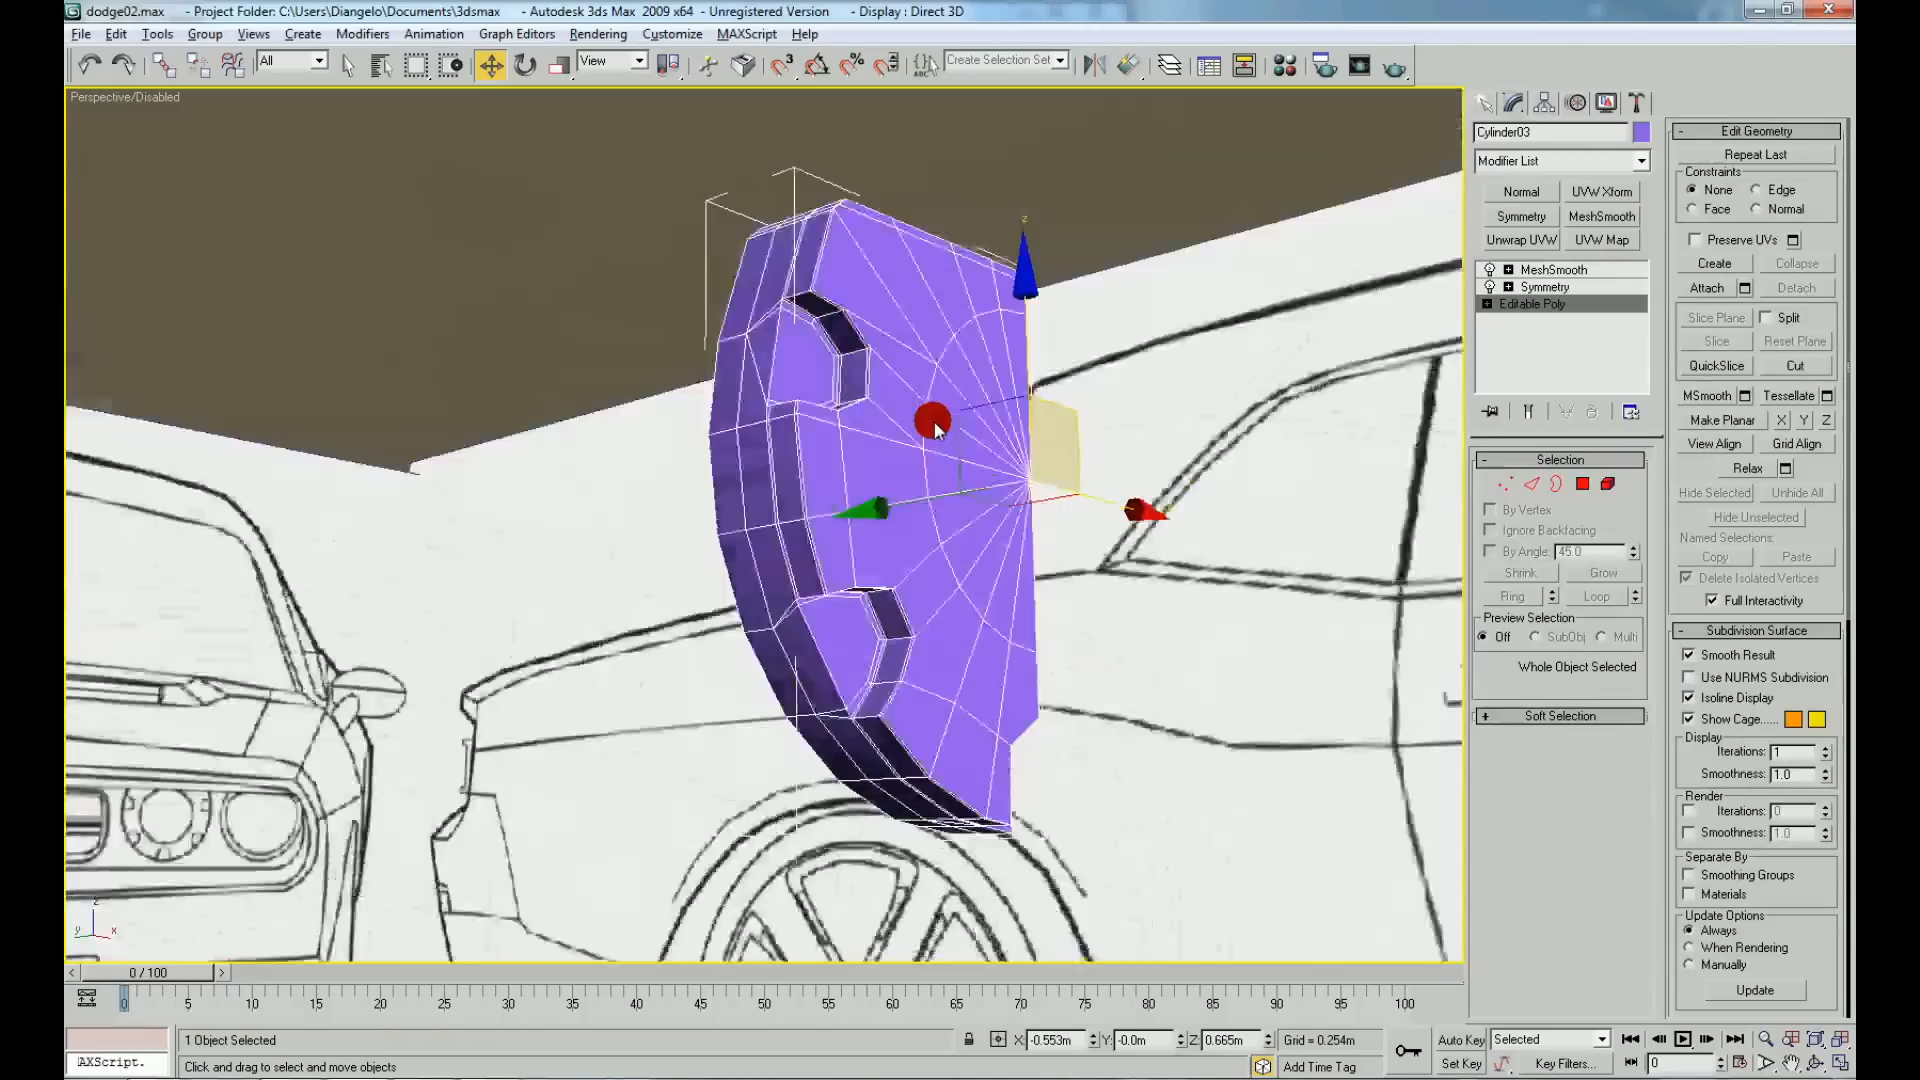 dodge02.max - Project Folder: C:\Users\Diangelo\Documents\3dsmax - Autodesk 3ds Max 2009 x64 - Unregistered Version - Display : Direct 3D
File Edit Tools Group Views Create Modifiers Animation Graph Editors Rendering Customize MAXScript Help
All View Create Selection Set
Perspective/Disabled
Cylinder03
Modifier List
Normal UVW Xform
Symmetry MeshSmooth
Unwrap UVW UVW Map
MeshSmooth
Symmetry
Editable Poly
Selection
By Vertex
Ignore Backfacing
By Angle: 45.0
Shrink Grow
Ring Loop
Preview Selection
Off SubObj Multi
Whole Object Selected
+ Soft Selection
- Edit Geometry
Repeat Last
Constraints
None Edge
Face Normal
Preserve UVs
Create Collapse
Attach Detach
Slice Plane Split
Slice Reset Plane
QuickSlice Cut
MSmooth Tessellate
Make Planar X Y Z
View Align Grid Align
Relax
Hide Selected Unhide All
Hide Unselected
Named Selections:
Copy Paste
Delete Isolated Vertices
Full Interactivity
- Subdivision Surface
Smooth Result
Use NURMS Subdivision
Isoline Display
Show Cage......
Display
Iterations: 1
Smoothness: 1.0
Render
Iterations: 0
Smoothness: 1.0
Separate By
Smoothing Groups
Materials
Update Options
Always
When Rendering
Manually
Update
z
z
y x
< 0 / 100 >
0 5 10 15 20 25 30 35 40 45 50 55 60 65 70 75 80 85 90 95 100
1 Object Selected X: -0.553m Y: -0.0m Z: 0.665m Grid = 0.254m Auto Key Selected
AXScript. Click and drag to select and move objects Add Time Tag Set Key Key Filters... 0